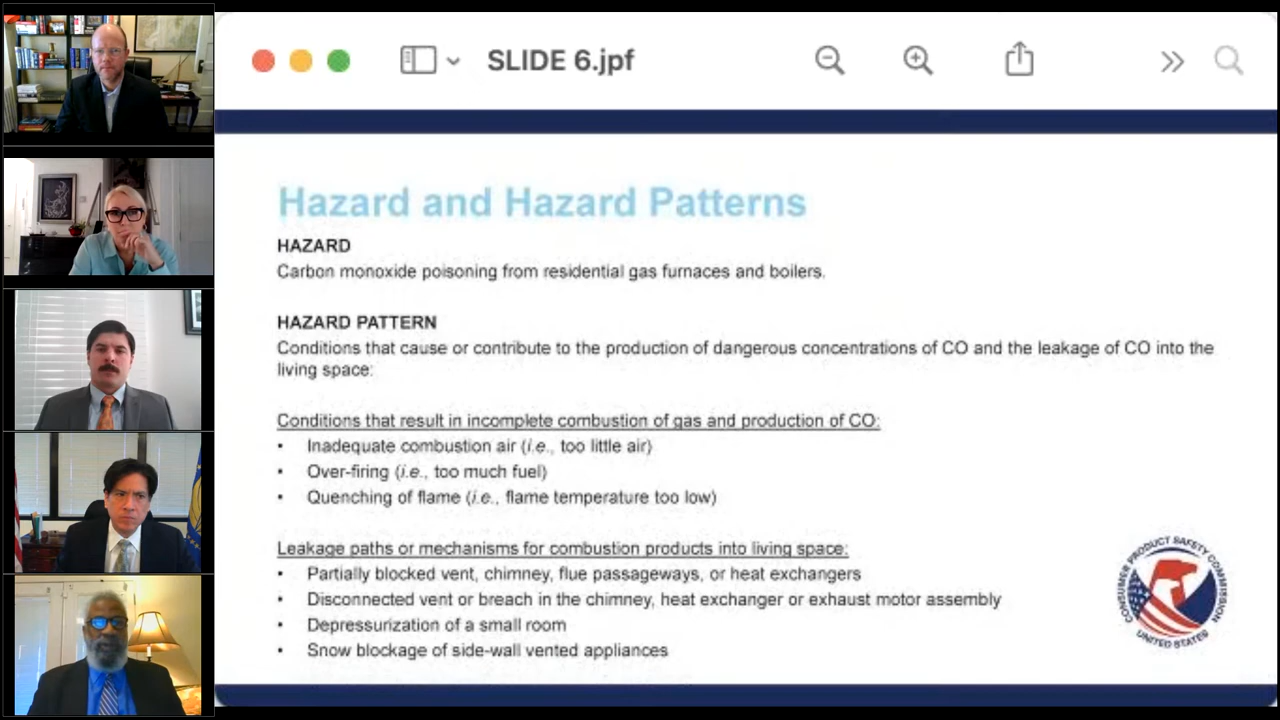 SLIDE 6.jpf
Hazard and Hazard Patterns
HAZARD
Carbon monoxide poisoning from residential gas furnaces and boilers.
HAZARD PATTERN
Conditions that cause or contribute to the production of dangerous concentrations of CO and the leakage of CO into the
living space:
Conditions that result in incomplete combustion of gas and production of CO:
• Inadequate combustion air (i.e., too little air)
• Over-firing (i.e., too much fuel)
• Quenching of flame (i.e., flame temperature too low)
Leakage paths or mechanisms for combustion products into living space:
• Partially blocked vent, chimney, flue passageways, or heat exchangers
• Disconnected vent or breach in the chimney, heat exchanger or exhaust motor assembly
• Depressurization of a small room
• Snow blockage of side-wall vented appliances
CONSUMER PRODUCT SAFETY COMMISSION
UNITED STATES